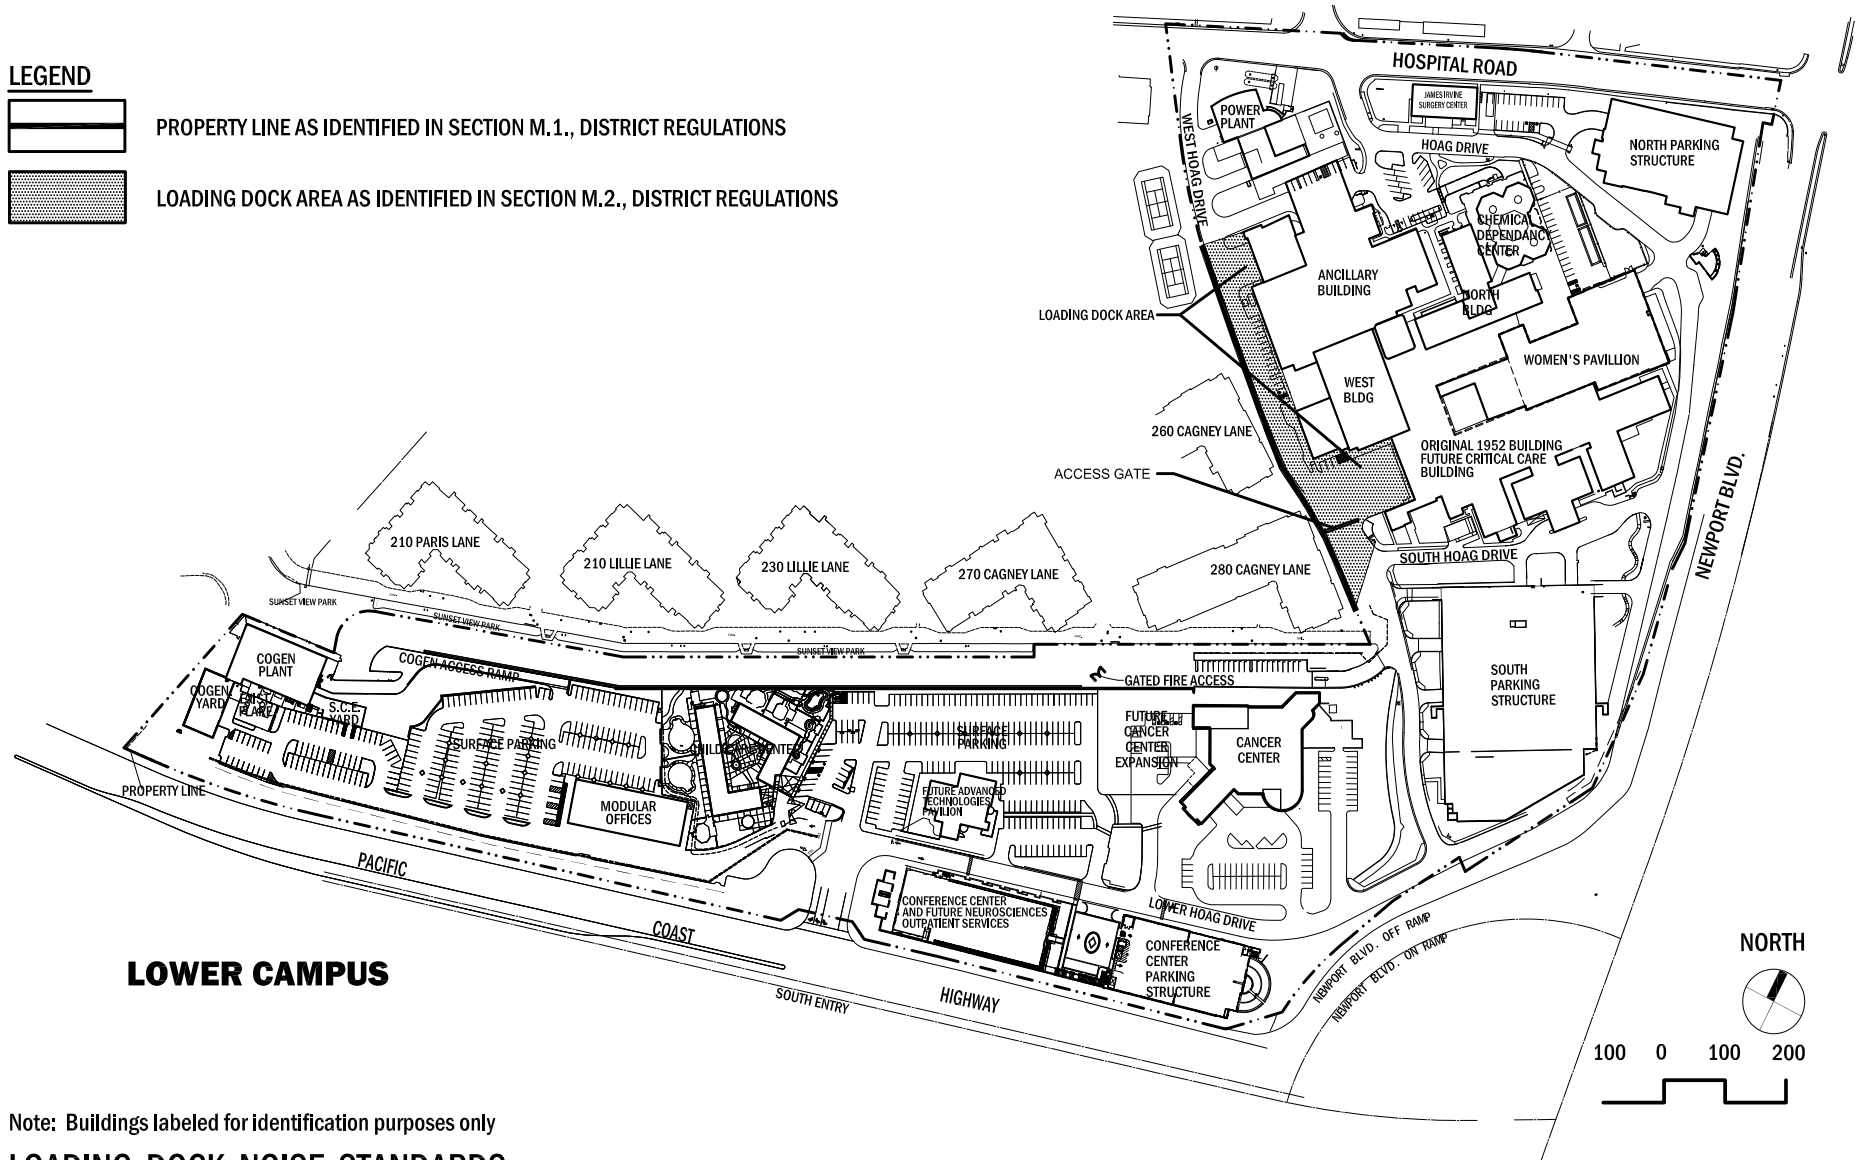 LEGEND
PROPERTY LINE AS IDENTIFIED IN SECTION M.1., DISTRICT REGULATIONS
LOADING DOCK AREA AS IDENTIFIED IN SECTION M.2., DISTRICT REGULATIONS
HOSPITAL ROAD
JAMES IRVINE
SURGERY CENTER
POWER
PLANT
WEST HOAG DRIVE
HOAG DRIVE
NORTH PARKING
STRUCTURE
CHEMICAL
DEPENDANCY
CENTER
ANCILLARY
BUILDING
NORTH
BLDG
LOADING DOCK AREA
WOMEN'S PAVILLION
WEST
BLDG
260 CAGNEY LANE
ORIGINAL 1952 BUILDING
FUTURE CRITICAL CARE
BUILDING
ACCESS GATE
NEWPORT BLVD.
210 PARIS LANE
210 LILLIE LANE
230 LILLIE LANE
270 CAGNEY LANE
280 CAGNEY LANE
SOUTH HOAG DRIVE
SUNSET VIEW PARK
SUNSET VIEW PARK
SUNSET VIEW PARK
COGEN
PLANT
COGEN ACCESS RAMP
GATED FIRE ACCESS
SOUTH
PARKING
STRUCTURE
COGEN
YARD
S.C.E.
YARD
SURFACE PARKING
CHILDCARE CENTER
SURFACE
PARKING
FUTURE
CANCER
CENTER
EXPANSION
CANCER
CENTER
PROPERTY LINE
MODULAR
OFFICES
FUTURE ADVANCED
TECHNOLOGIES
PAVILION
PACIFIC
COAST
HIGHWAY
CONFERENCE CENTER
AND FUTURE NEUROSCIENCES
OUTPATIENT SERVICES
LOWER HOAG DRIVE
CONFERENCE
CENTER
PARKING
STRUCTURE
NEWPORT BLVD. OFF RAMP
NEWPORT BLVD. ON RAMP
LOWER CAMPUS
SOUTH ENTRY
NORTH
100 0 100 200
Note: Buildings labeled for identification purposes only
LOADING DOCK NOISE STANDARDS